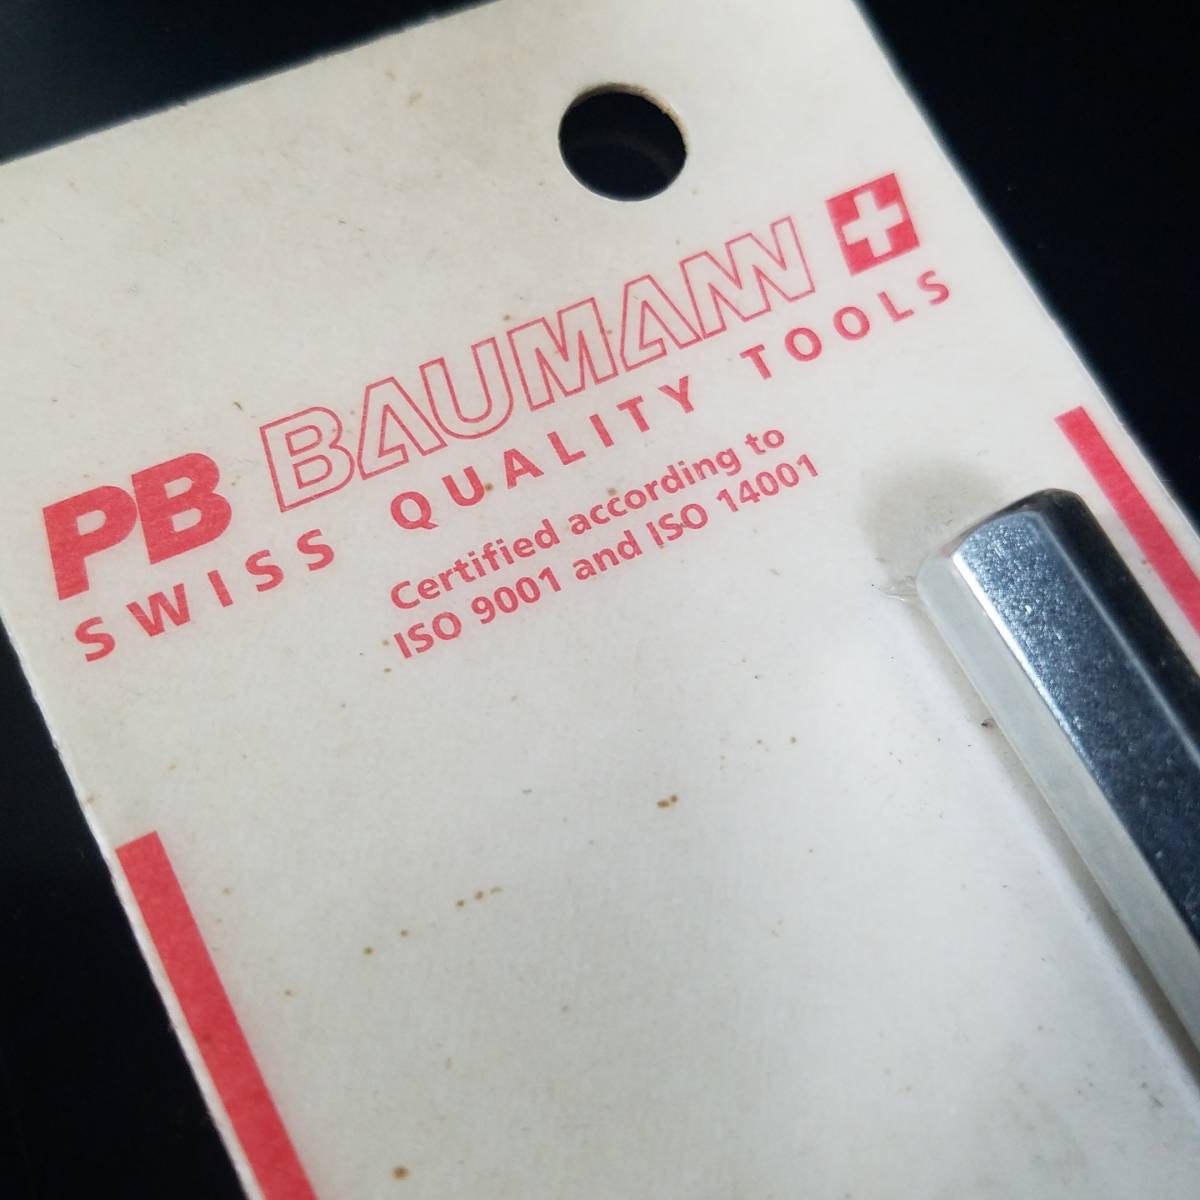 PB BAUMANN
SWISS QUALITY TOOLS
Certified according to
ISO 9001 and ISO 14001